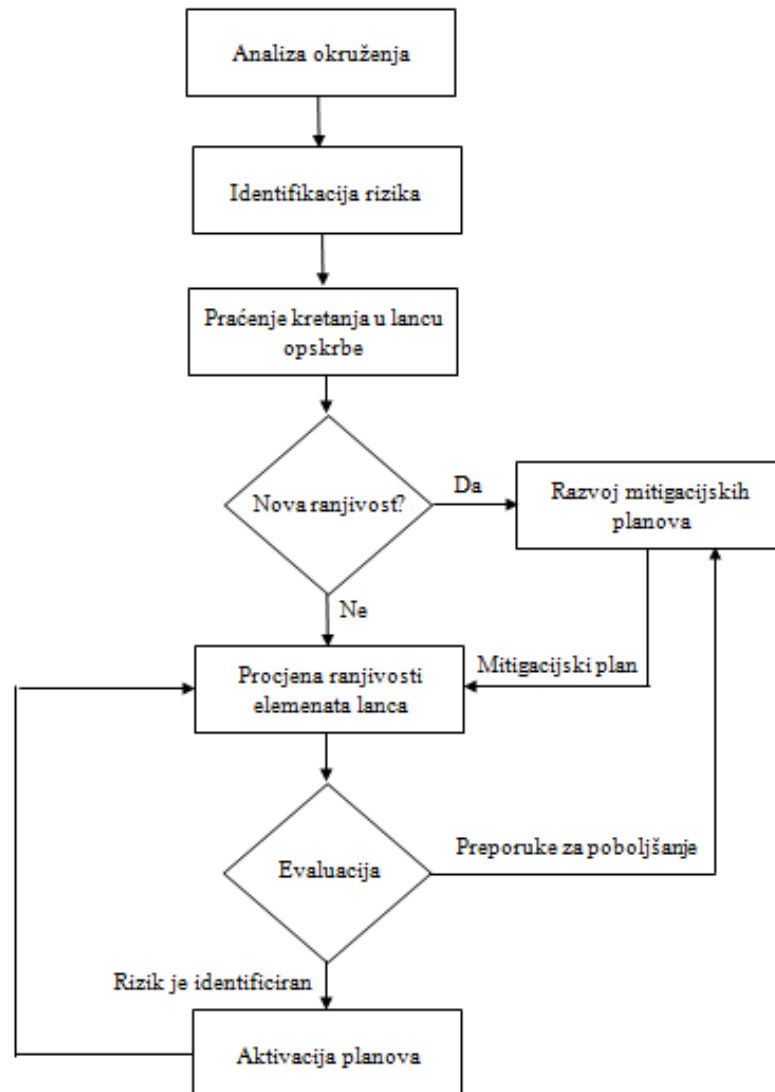 Analiza okruženja
Identifikacija rizika
Praćenje kretanja u lancu
opskrbe
Nova ranjivost?
Da
Razvoj mitigacijskih
planova
Ne
Procjena ranjivosti
elemenata lanca
Mitigacijski plan
Evaluacija
Preporuke za poboljšanje
Rizik je identificiran
Aktivacija planova